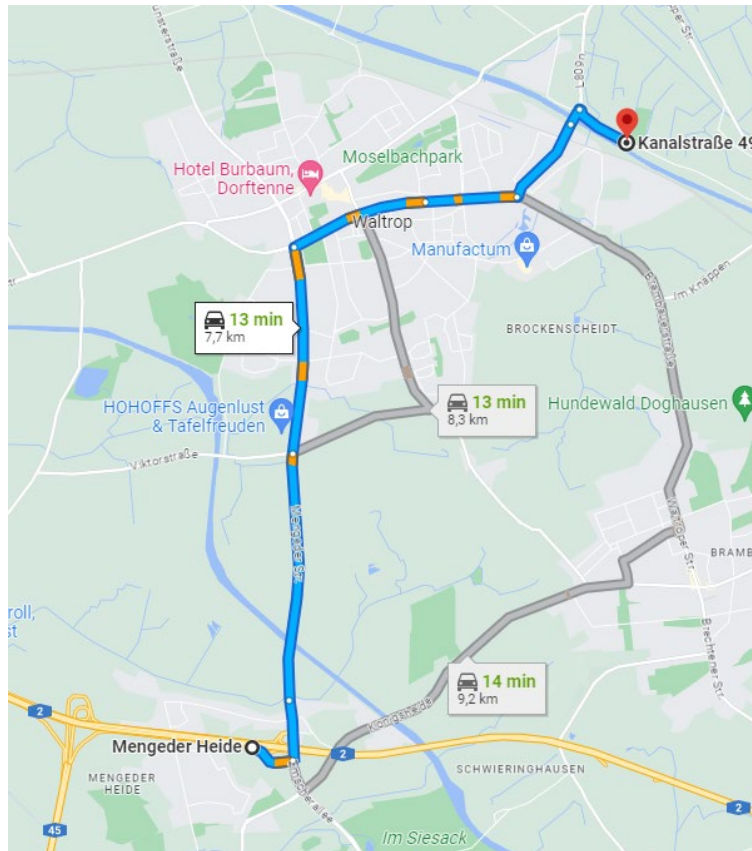 L609n
Kanalstraße 49
Moselbachpark
Hotel Burbaum,
Dorftenne
Waltrop
Manufactum
Im Knappen
Brambauerstraße
13 min
7,7 km
BROCKENSCHEIDT
13 min
8,3 km
Hundewald Doghausen
HOHOFFS Augenlust
& Tafelfreuden
Viktorstraße
Mengeder Str.
Waltroper Str.
BRAMB
Brechtener Str.
14 min
9,2 km
Königsheide
2
Mengeder Heide
2
MENGEDER
HEIDE
SCHWIERINGHAUSEN
2
45
Im Siesack